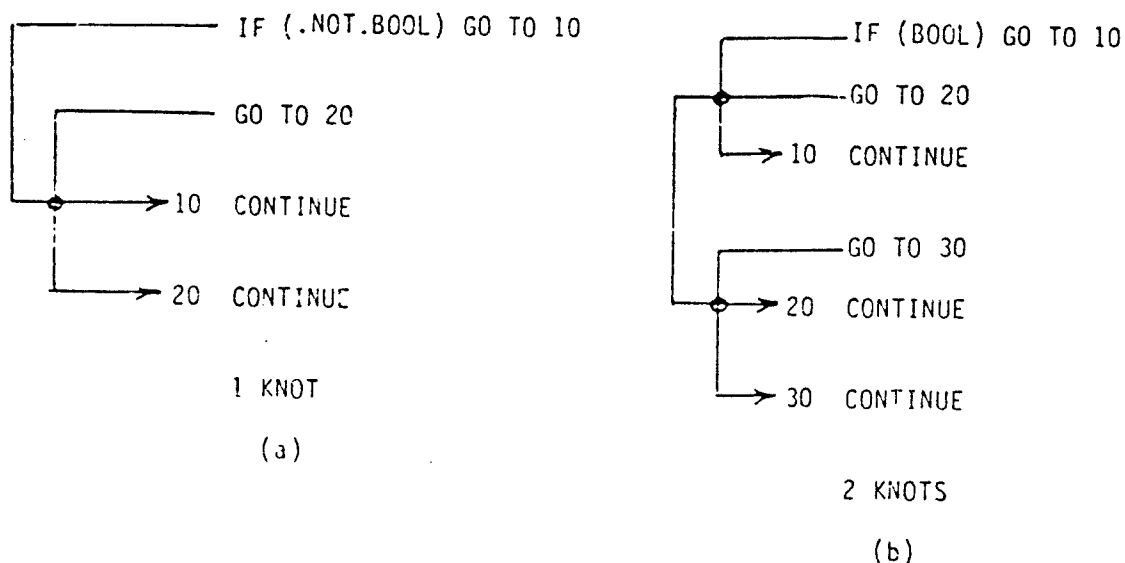 IF (.NOT.BOOL) GO TO 10
GO TO 20
10 CONTINUE
20 CONTINUE
1 KNOT
(a)
IF (BOOL) GO TO 10
GO TO 20
10 CONTINUE
GO TO 30
20 CONTINUE
30 CONTINUE
2 KNOTS
(b)